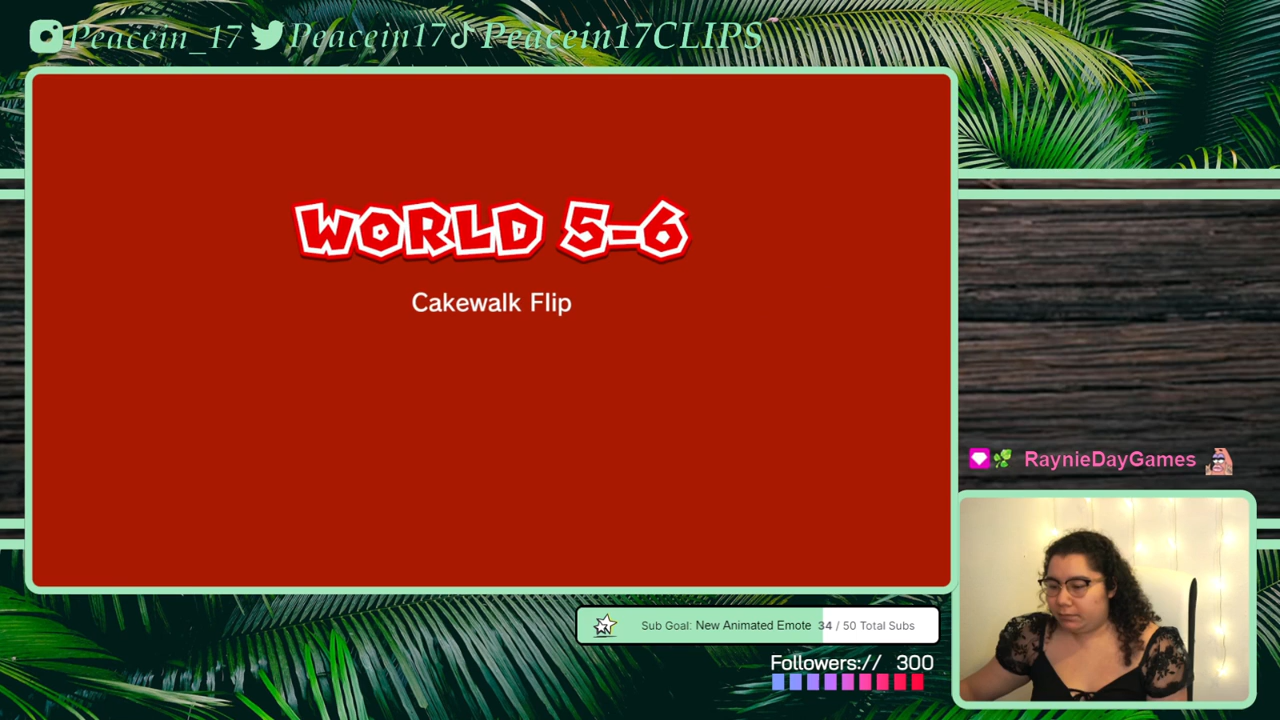 Peacein_17 Peacein17 Peacein17CLIPS
WORLD 5-6
Cakewalk Flip
RaynieDayGames
Sub Goal: New Animated Emote 34 / 50 Total Subs
Followers:// 300